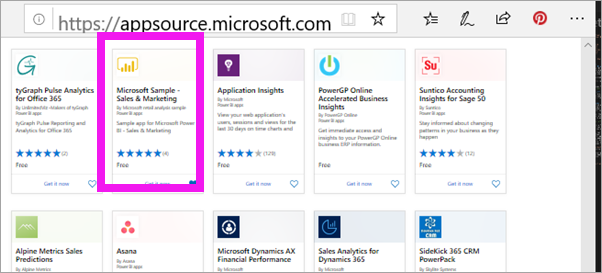 https://appsource.microsoft.com
tyGraph Pulse Analytics
for Office 365
By UnlimitedViz -Makers of tyGraph
Power BI apps
tyGraph Pulse Reporting and
Analytics for Office 365
(2)
Free
Get it now
Microsoft Sample -
Sales & Marketing
By Microsoft retail analysis sample
Power BI apps
Sample app for Microsoft Power
BI - Sales & Marketing
(4)
Free
Get it now
Application Insights
By Microsoft
Power BI apps
View your web application's
users, sessions and views for the
last 30 days on time charts and
(129)
Free
Get it now
PowerGP Online
Accelerated Business
Insights
By PowerGP Online
Power BI apps
Get immediate access and
insights to your PowerGP Online
business ERP information.
Free
Get it now
Su
Suntico Accounting
Insights for Sage 50
By Suntico
Power BI apps
Stay informed about changing
patterns in your business as they
happen
(12)
Free
Get it now
Alpine Metrics Sales
Predictions
By Alpine Metrics
Asana
By Asana
Power BI apps
Microsoft Dynamics AX
Financial Performance
By Microsoft
Sales Analytics for
Dynamics 365
By Microsoft
CRM
SideKick 365 CRM
PowerPack
By Skylite Systems